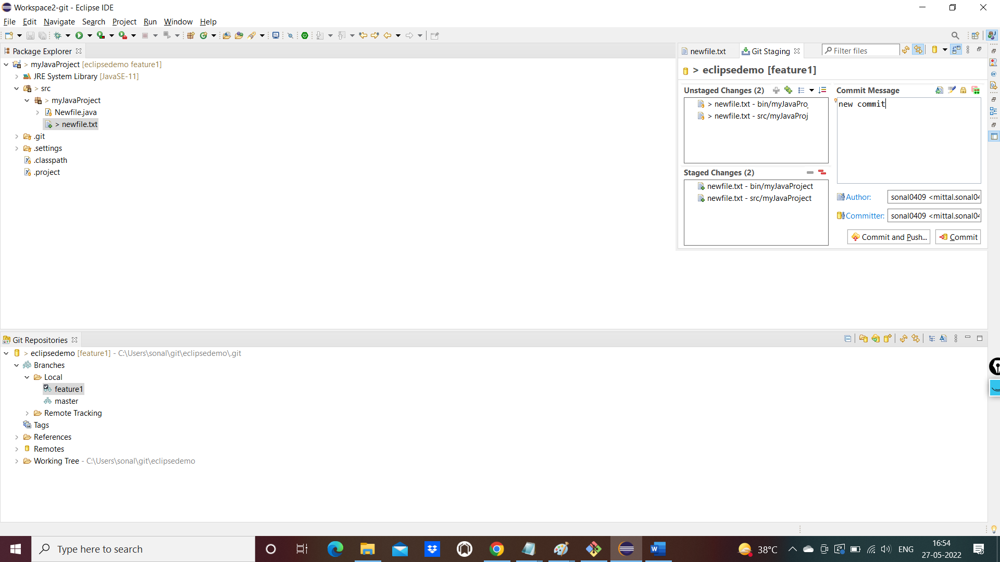 Workspace2-git - Eclipse IDE
File Edit Navigate Search Project Run Window Help
Package Explorer
> myJavaProject [eclipsedemo feature1]
JRE System Library [JavaSE-11]
> src
> myJavaProject
Newfile.java
> newfile.txt
.git
.settings
.classpath
.project
newfile.txt
Git Staging
Filter files
> eclipsedemo [feature1]
Unstaged Changes (2)
> newfile.txt - bin/myJavaPro
> newfile.txt - src/myJavaProj
Staged Changes (2)
newfile.txt - bin/myJavaProject
newfile.txt - src/myJavaProject
Commit Message
new commit
Author: sonal0409 <mittal.sonal04
Committer: sonal0409 <mittal.sonal04
Commit and Push...
Commit
Git Repositories
> eclipsedemo [feature1] - C:\Users\sonal\git\eclipsedemo\.git
Branches
Local
feature1
master
Remote Tracking
Tags
References
Remotes
Working Tree - C:\Users\sonal\git\eclipsedemo
Type here to search
38°C
ENG
16:54
27-05-2022